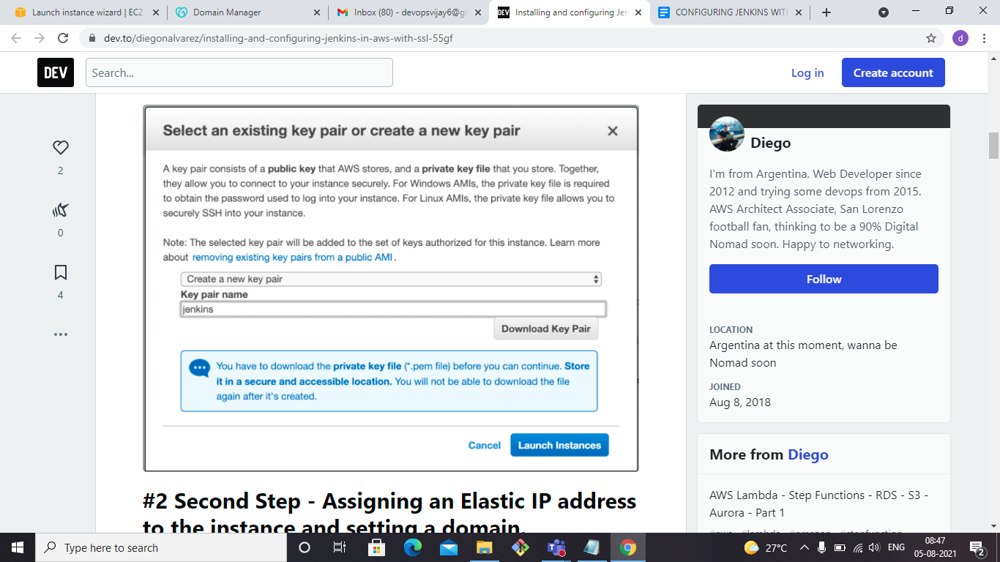 Launch instance wizard | EC2
Domain Manager
Inbox (80) - devopsvijay6@gm
Installing and configuring Jen
CONFIGURING JENKINS WITH
dev.to/diegonalvarez/installing-and-configuring-jenkins-in-aws-with-ssl-55gf
d
DEV
Search...
Log in
Create account
Select an existing key pair or create a new key pair
A key pair consists of a public key that AWS stores, and a private key file that you store. Together,
they allow you to connect to your instance securely. For Windows AMIs, the private key file is required
to obtain the password used to log into your instance. For Linux AMIs, the private key file allows you to
securely SSH into your instance.
Note: The selected key pair will be added to the set of keys authorized for this instance. Learn more
about removing existing key pairs from a public AMI.
Create a new key pair
Key pair name
jenkins
Download Key Pair
You have to download the private key file (*.pem file) before you can continue. Store
it in a secure and accessible location. You will not be able to download the file
again after it's created.
Cancel
Launch Instances
2
0
4
#2 Second Step - Assigning an Elastic IP address
to the instance and setting a domain.
Diego
I'm from Argentina. Web Developer since
2012 and trying some devops from 2015.
AWS Architect Associate, San Lorenzo
football fan, thinking to be a 90% Digital
Nomad soon. Happy to networking.
Follow
LOCATION
Argentina at this moment, wanna be
Nomad soon
JOINED
Aug 8, 2018
More from Diego
AWS Lambda - Step Functions - RDS - S3 -
Aurora - Part 1
#aws #lambda #amazon #stepfunction
Type here to search
27°C
ENG
08:47
05-08-2021
2